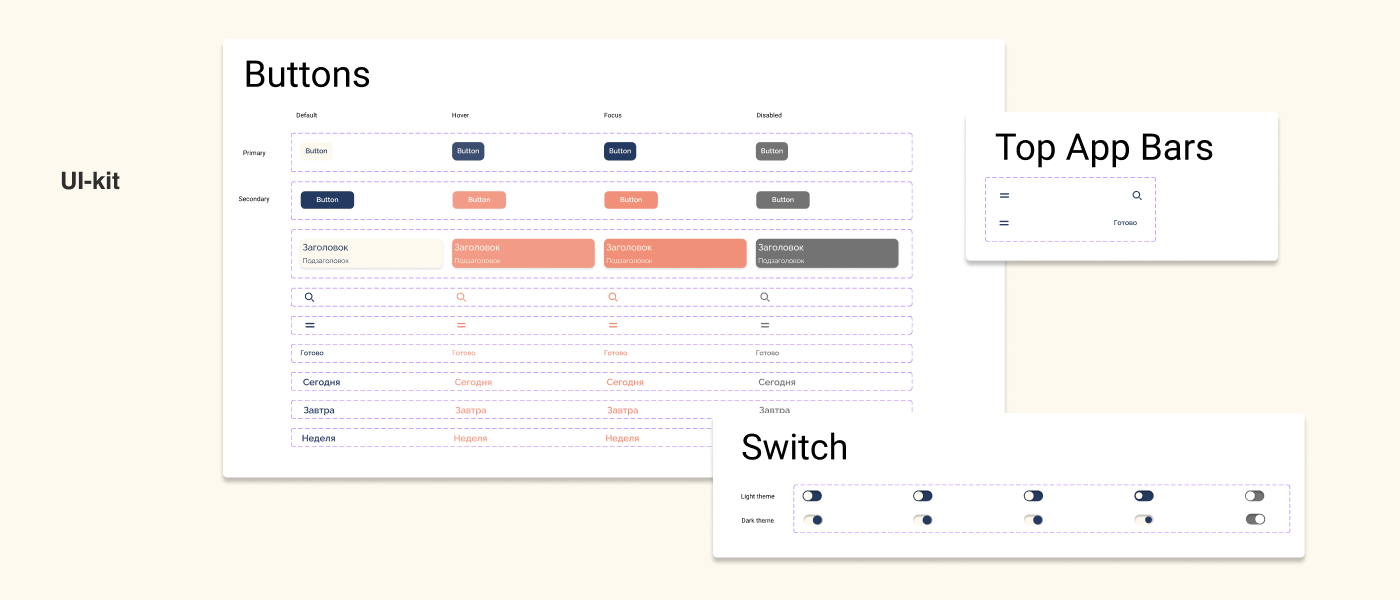 UI-kit
Buttons
Default Hover Focus Disabled
Primary Button Button Button Button
Secondary Button Button Button Button
Заголовок Заголовок Заголовок Заголовок
Подзаголовок Подзаголовок Подзаголовок Подзаголовок
Готово Готово Готово Готово
Сегодня Сегодня Сегодня Сегодня
Завтра Завтра Завтра Завтра
Неделя Неделя Неделя
Top App Bars
Готово
Switch
Light theme
Dark theme